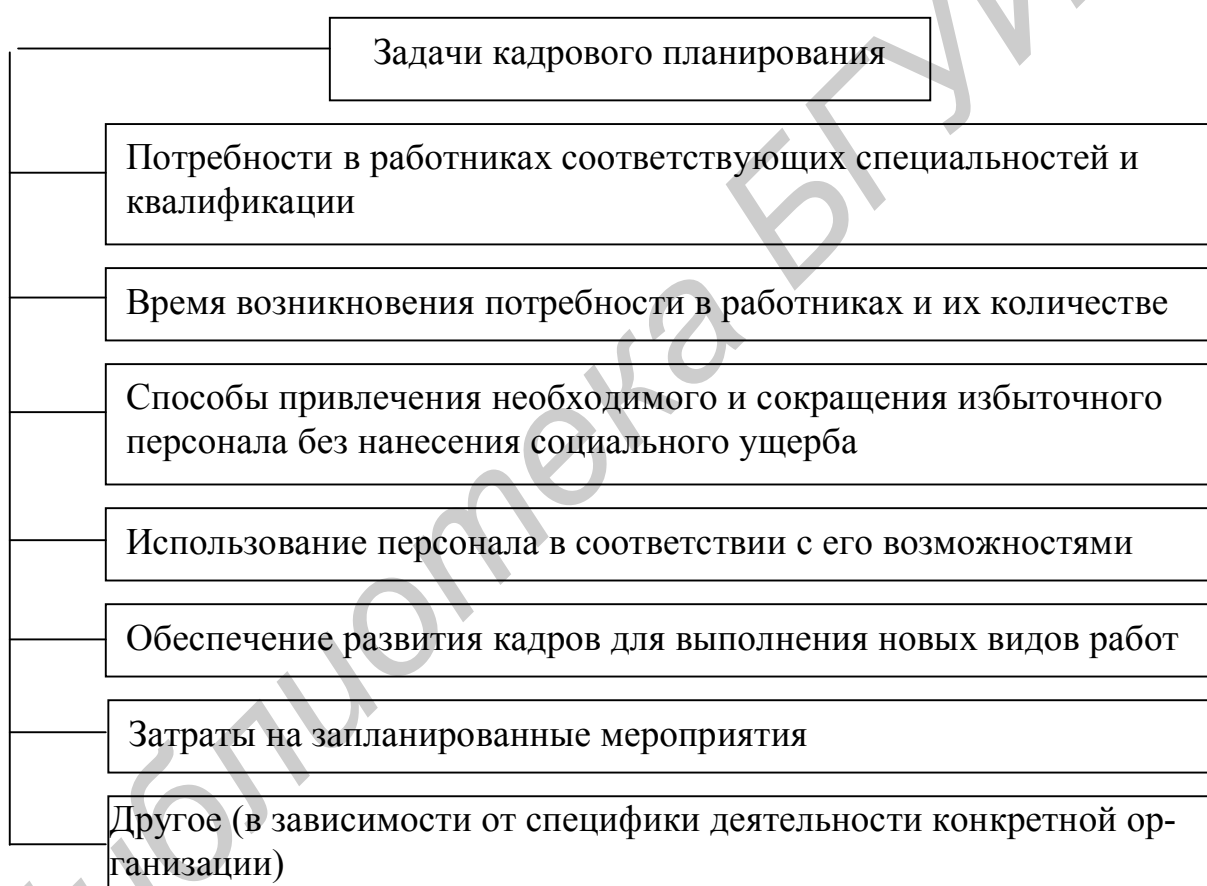 Задачи кадрового планирования
Потребности в работниках соответствующих специальностей и
квалификации
Время возникновения потребности в работниках и их количестве
Способы привлечения необходимого и сокращения избыточного
персонала без нанесения социального ущерба
Использование персонала в соответствии с его возможностями
Обеспечение развития кадров для выполнения новых видов работ
Затраты на запланированные мероприятия
Другое (в зависимости от специфики деятельности конкретной ор-
ганизации)